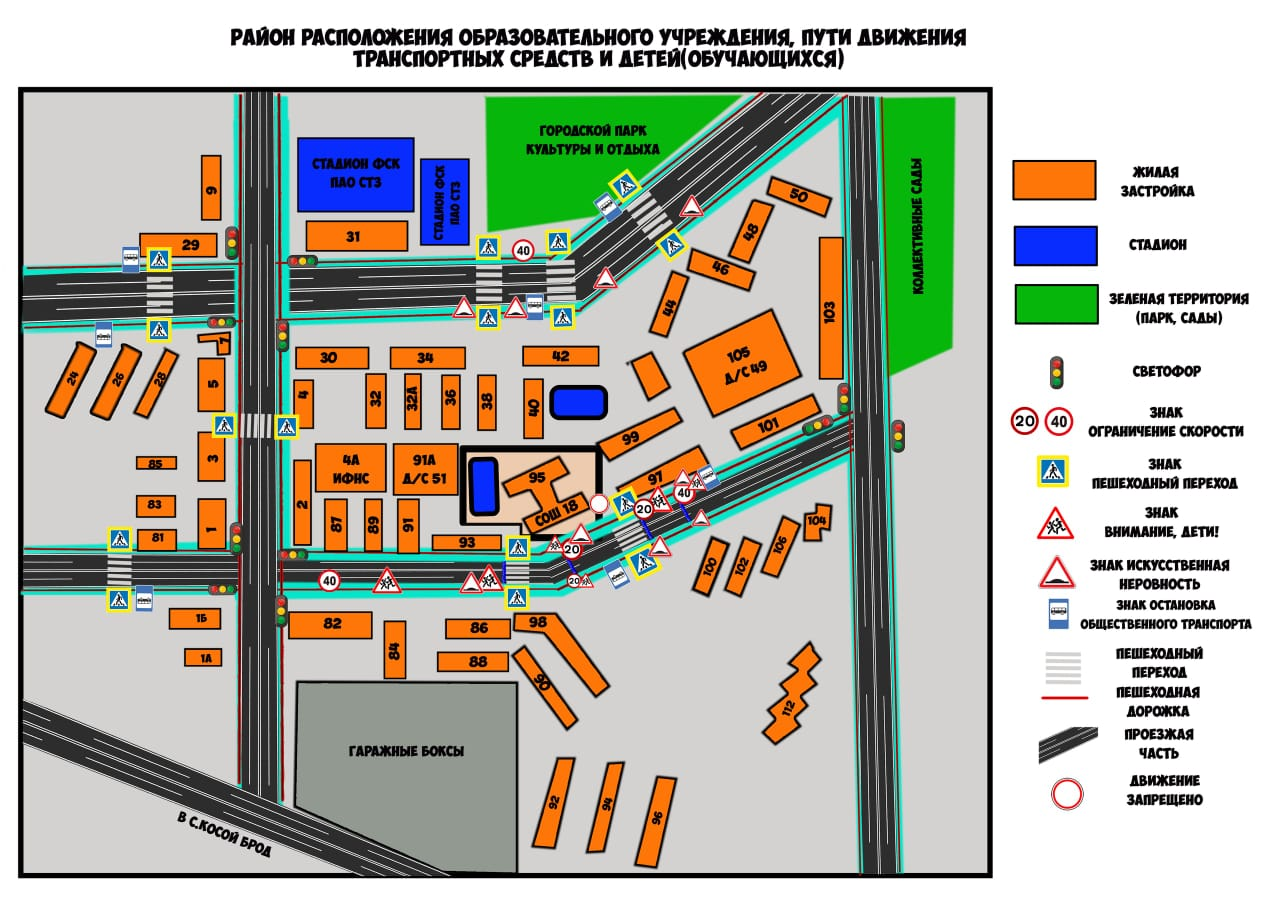 РАЙОН РАСПОЛОЖЕНИЯ ОБРАЗОВАТЕЛЬНОГО УЧРЕЖДЕНИЯ, ПУТИ ДВИЖЕНИЯ
ТРАНСПОРТНЫХ СРЕДСТВ И ДЕТЕЙ(ОБУЧАЮЩИХСЯ)
ГОРОДСКОЙ ПАРК
КУЛЬТУРЫ И ОТДЫХА
СТАДИОН ФСК
ПАО СТЗ
СТАДИОН ФСК
ПАО СТЗ
КОЛЛЕКТИВНЫЕ САДЫ
9
29
31
40
50
48
46
44
103
7
24
26
28
5
30
34
42
4
32
32А
36
38
40
105
Д/С 49
101
99
97
3
85
83
81
1
2
4А
ИФНС
91А
Д/С 51
87
89
91
93
95
СОШ 18
20
40
20
20
40
104
106
102
100
1Б
1А
82
84
86
88
98
90
112
ГАРАЖНЫЕ БОКСЫ
92
94
96
В С.КОСОЙ БРОД
ЖИЛАЯ
ЗАСТРОЙКА
СТАДИОН
ЗЕЛЕНАЯ ТЕРРИТОРИЯ
(ПАРК, САДЫ)
СВЕТОФОР
20
40
ЗНАК
ОГРАНИЧЕНИЕ СКОРОСТИ
ЗНАК
ПЕШЕХОДНЫЙ ПЕРЕХОД
ЗНАК
ВНИМАНИЕ, ДЕТИ!
ЗНАК ИСКУССТВЕННАЯ
НЕРОВНОСТЬ
ЗНАК ОСТАНОВКА
ОБЩЕСТВЕННОГО ТРАНСПОРТА
ПЕШЕХОДНЫЙ
ПЕРЕХОД
ПЕШЕХОДНАЯ
ДОРОЖКА
ПРОЕЗЖАЯ
ЧАСТЬ
ДВИЖЕНИЕ
ЗАПРЕЩЕНО